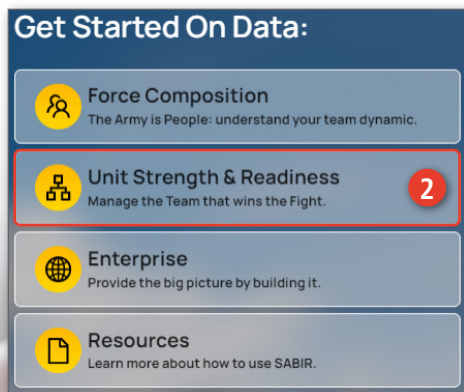 Get Started On Data:
Force Composition
The Army is People: understand your team dynamic.
Unit Strength & Readiness
Manage the Team that wins the Fight.
2
Enterprise
Provide the big picture by building it.
Resources
Learn more about how to use SABIR.